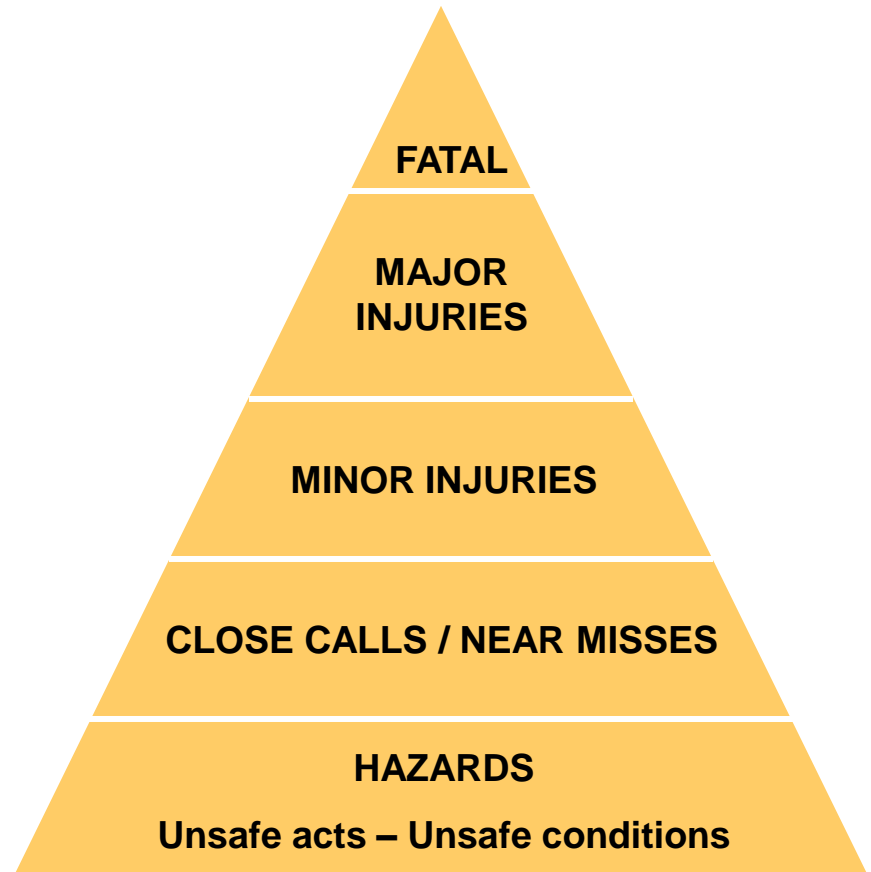 FATAL
MAJOR
INJURIES
MINOR INJURIES
CLOSE CALLS / NEAR MISSES
HAZARDS
Unsafe acts – Unsafe conditions